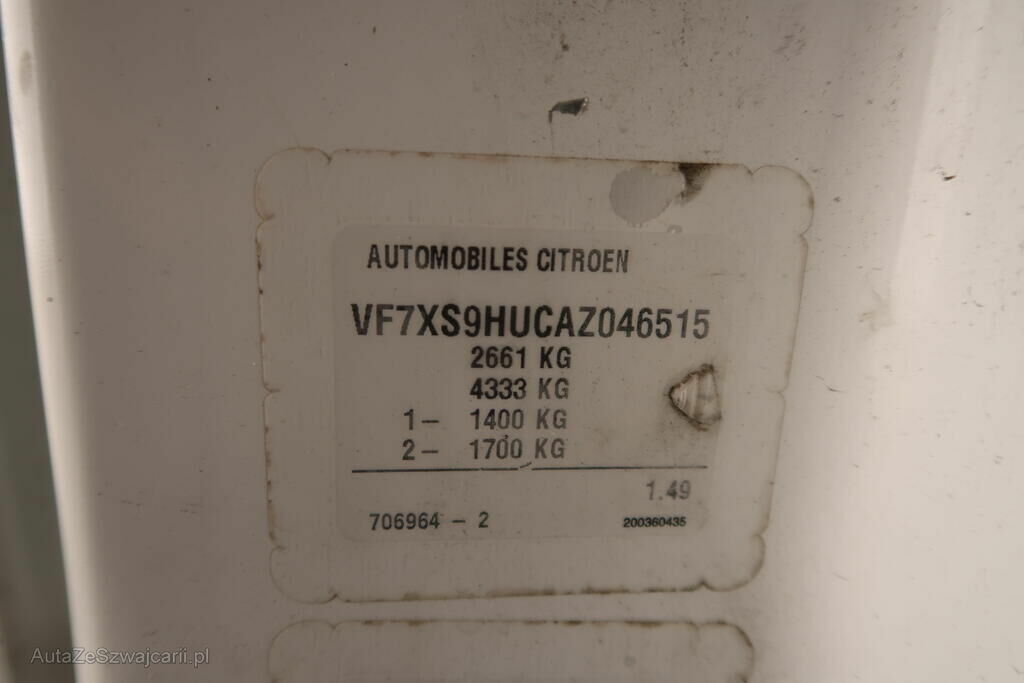 AUTOMOBILES CITROEN
VF7XS9HUCAZ046515
2661 KG
4333 KG
1- 1400 KG
2- 1700 KG
1.49
706964 - 2
200360435
AutaZeSzwajcarii.pl